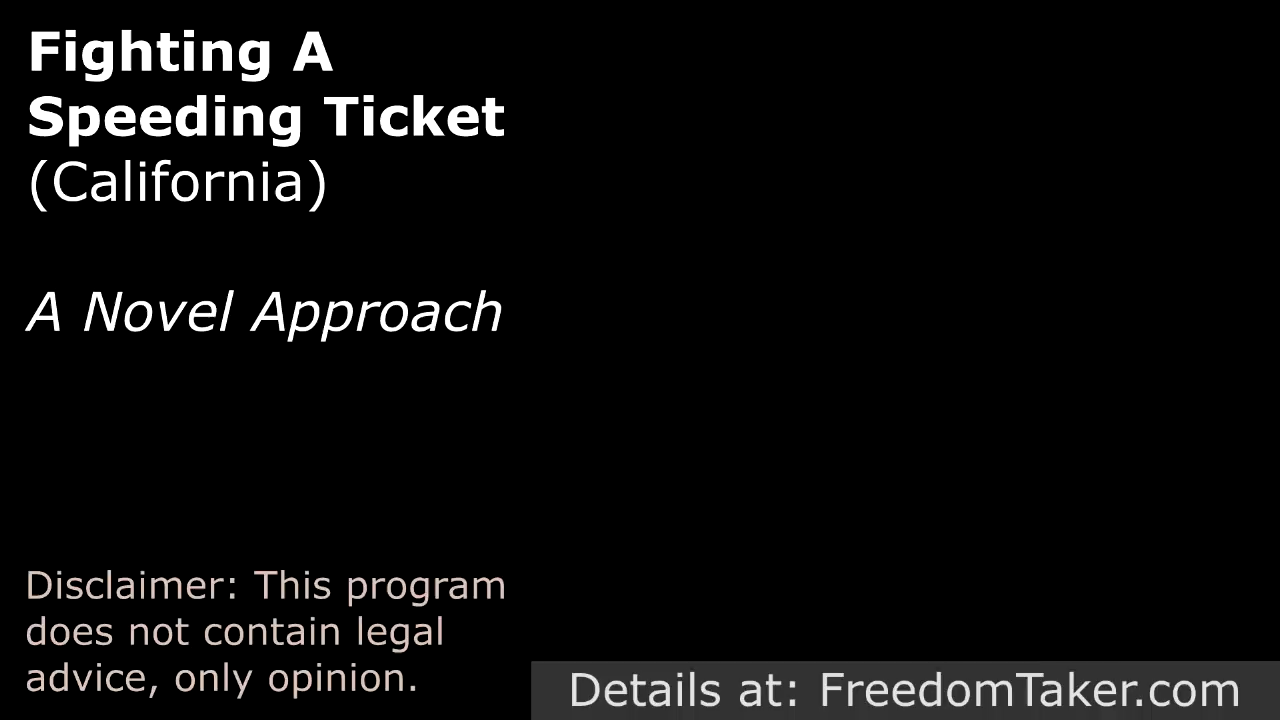 Fighting A
Speeding Ticket
(California)
A Novel Approach
Disclaimer: This program
does not contain legal
advice, only opinion.
Details at: FreedomTaker.com